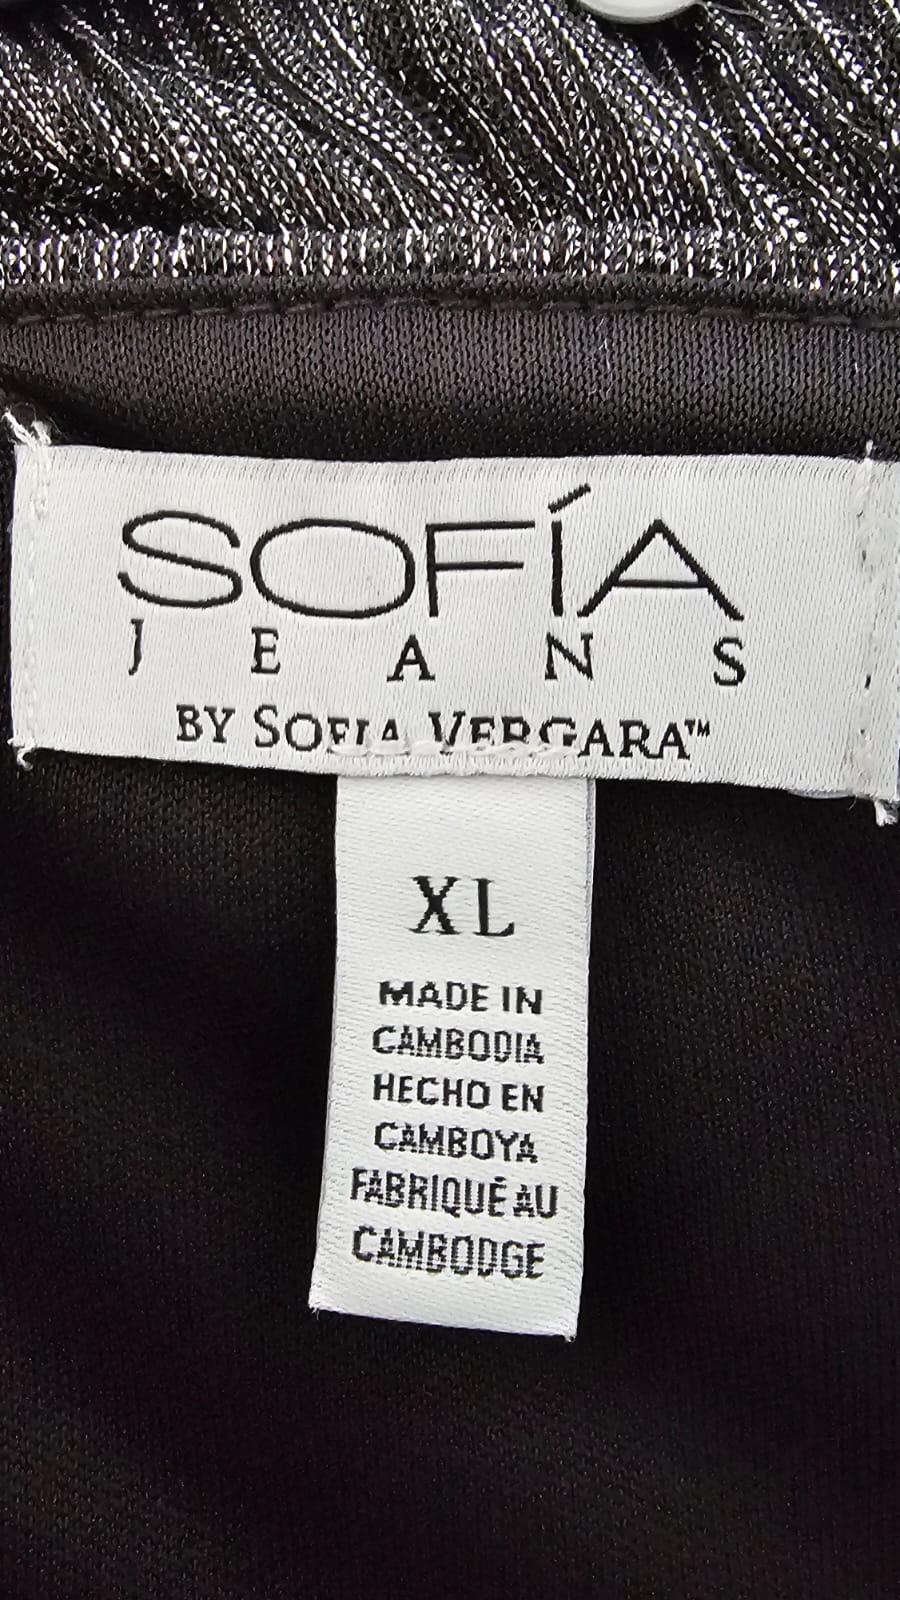 SOFÍA
JEANS
BY SOFIA VERGARA™
XL
MADE IN
CAMBODIA
HECHO EN
CAMBOYA
FABRIQUÉ AU
CAMBODGE